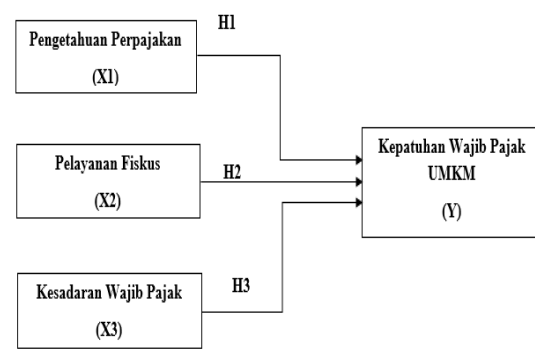 H1
Pengetahuan Perpajakan
(X1)
Kepatuhan Wajib Pajak
UMKM
(Y)
Pelayanan Fiskus
(X2)
H2
Kesadaran Wajib Pajak
(X3)
H3